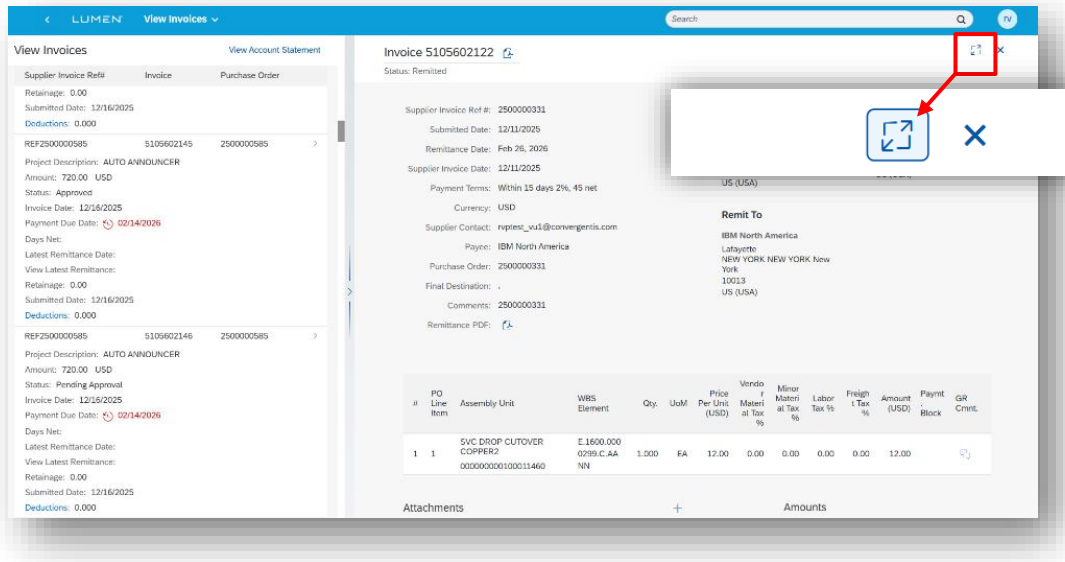 LUMEN View Invoices Search rv
View Invoices View Account Statement
Supplier Invoice Ref# Invoice Purchase Order
Retainage: 0.00
Submitted Date: 12/16/2025
Deductions: 0.000
REF2500000585 5105602145 2500000585
Project Description: AUTO ANNOUNCER
Amount: 720.00 USD
Status: Approved
Invoice Date: 12/16/2025
Payment Due Date: 02/14/2026
Days Net:
Latest Remittance Date:
View Latest Remittance:
Retainage: 0.00
Submitted Date: 12/16/2025
Deductions: 0.000
REF2500000585 5105602146 2500000585
Project Description: AUTO ANNOUNCER
Amount: 720.00 USD
Status: Pending Approval
Invoice Date: 12/16/2025
Payment Due Date: 02/14/2026
Days Net:
Latest Remittance Date:
View Latest Remittance:
Retainage: 0.00
Submitted Date: 12/16/2025
Deductions: 0.000
Invoice 5105602122
Status: Remitted
Supplier Invoice Ref #: 2500000331
Submitted Date: 12/11/2025
Remittance Date: Feb 26, 2026
Supplier Invoice Date: 12/11/2025
Payment Terms: Within 15 days 2%, 45 net
Currency: USD
Supplier Contact: rvptest_vu1@convergentis.com
Payee: IBM North America
Purchase Order: 2500000331
Final Destination: .
Comments: 2500000331
Remittance PDF:
US (USA)
Remit To
IBM North America
Lafayette
NEW YORK NEW YORK New
York
10013
US (USA)
# PO Line Item Assembly Unit WBS Element Qty. UoM Price Per Unit (USD) Vendo r Materi al Tax % Minor Materi al Tax % Labor Tax % Freigh t Tax % Amount (USD) Paymt . Block GR Cmnt.
1 1 SVC DROP CUTOVER COPPER2 000000000100011460 E.1600.000 0299.C.AA NN 1.000 EA 12.00 0.00 0.00 0.00 0.00 12.00
Attachments + Amounts